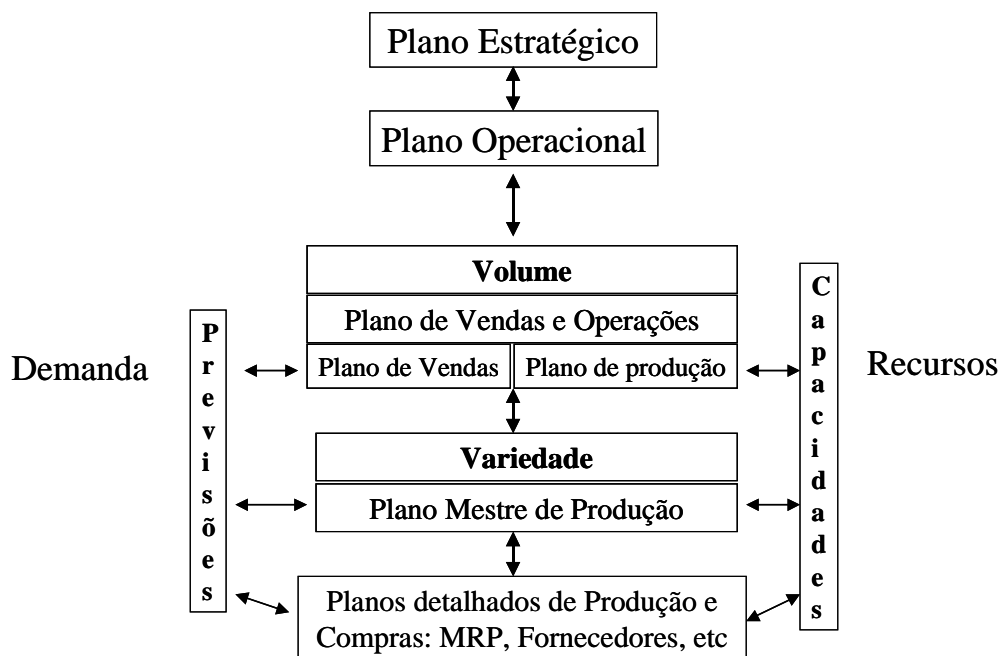 Plano Estratégico
Plano Operacional
Volume
Plano de Vendas e Operações
Plano de Vendas
Plano de produção
Demanda
Previsões
Capacidades
Recursos
Variedade
Plano Mestre de Produção
Planos detalhados de Produção e
Compras: MRP, Fornecedores, etc